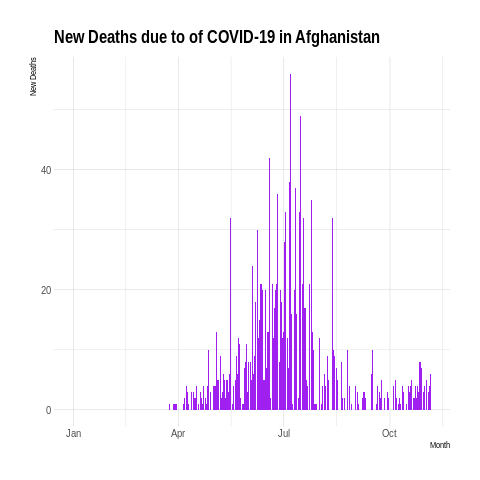 New Deaths due to of COVID-19 in Afghanistan
New Deaths
40
20
0
Jan Apr Jul Oct
Month